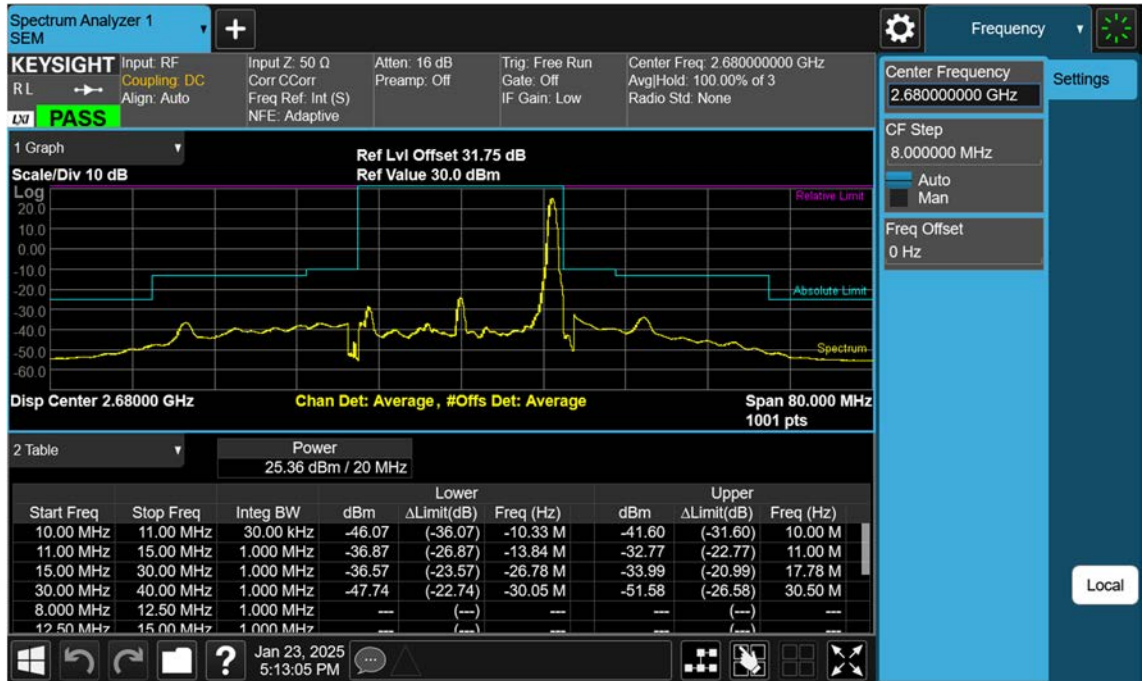 Spectrum Analyzer 1
SEM
Frequency
KEYSIGHT
R L
LXI
PASS
Input: RF
Coupling: DC
Align: Auto
Input Z: 50 Ω
Corr CCorr
Freq Ref: Int (S)
NFE: Adaptive
Atten: 16 dB
Preamp: Off
Trig: Free Run
Gate: Off
IF Gain: Low
Center Freq: 2.680000000 GHz
Avg|Hold: 100.00% of 3
Radio Std: None
Center Frequency
2.680000000 GHz
Settings
CF Step
8.000000 MHz
Auto
Man
Freq Offset
0 Hz
1 Graph
Scale/Div 10 dB
Ref Lvl Offset 31.75 dB
Ref Value 30.0 dBm
Log
20.0
10.0
0.00
-10.0
-20.0
-30.0
-40.0
-50.0
-60.0
Relative Limit
Absolute Limit
Spectrum
Disp Center 2.68000 GHz
Chan Det: Average, #Offs Det: Average
Span 80.000 MHz
1001 pts
2 Table
Power
25.36 dBm / 20 MHz
Lower Upper
Start Freq Stop Freq Integ BW dBm ΔLimit(dB) Freq (Hz) dBm ΔLimit(dB) Freq (Hz)
10.00 MHz 11.00 MHz 30.00 kHz -46.07 (-36.07) -10.33 M -41.60 (-31.60) 10.00 M
11.00 MHz 15.00 MHz 1.000 MHz -36.87 (-26.87) -13.84 M -32.77 (-22.77) 11.00 M
15.00 MHz 30.00 MHz 1.000 MHz -36.57 (-23.57) -26.78 M -33.99 (-20.99) 17.78 M
30.00 MHz 40.00 MHz 1.000 MHz -47.74 (-22.74) -30.05 M -51.58 (-26.58) 30.50 M
8.000 MHz 12.50 MHz 1.000 MHz --- (---) --- --- (---) ---
12.50 MHz 15.00 MHz 1.000 MHz --- (---) --- --- (---) ---
Local
?
Jan 23, 2025
5:13:05 PM